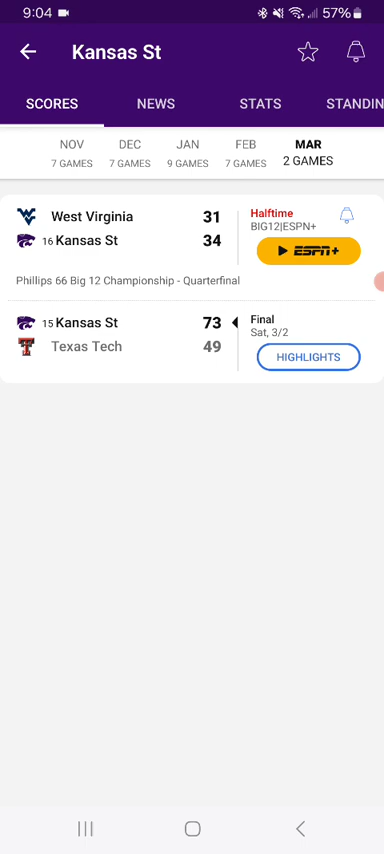 9:04 57%
Kansas St
SCORES NEWS STATS STANDIN
NOV DEC JAN FEB MAR
7 GAMES 7 GAMES 9 GAMES 7 GAMES 2 GAMES
West Virginia 31 Halftime
BIG12|ESPN+
16 Kansas St 34 ESPN+
Phillips 66 Big 12 Championship - Quarterfinal
15 Kansas St 73 Final
Sat, 3/2
Texas Tech 49 HIGHLIGHTS